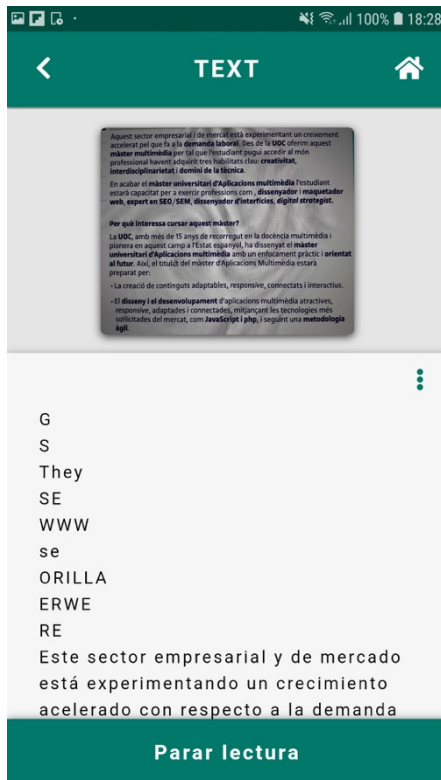 100% 18:28
TEXT
Aquest sector empresarial i de mercat està experimentant un creixement
accelerat pel que fa a la demanda laboral. Des de la UOC oferim aquest
màster multimèdia per tal que l'estudiant pugui accedir al món
professional havent adquirit tres habilitats clau: creativitat,
interdisciplinarietat i domini de la tècnica.
En acabar el màster universitari d'Aplicacions multimèdia l'estudiant
estarà capacitat per a exercir professions com , dissenyador i maquetador
web, expert en SEO/SEM, dissenyador d'interfícies, digital strategist.
Per què interessa cursar aquest màster?
La UOC, amb més de 15 anys de recorregut en la docència multimèdia i
pionera en aquest camp a l'Estat espanyol, ha dissenyat el màster
universitari d'Aplicacions multimèdia amb un enfocament pràctic i orientat
al futur. Així, el titulat del màster d'Aplicacions Multimèdia estarà
preparat per:
- La creació de continguts adaptables, responsive, connectats i interactius.
- El disseny i el desenvolupament d'aplicacions multimèdia atractives,
responsive, adaptades i connectades, mitjançant les tecnologies més
sol·licitades del mercat, com JavaScript i php, i seguint una metodologia
àgil.
G
S
They
SE
WWW
se
ORILLA
ERWE
RE
Este sector empresarial y de mercado
está experimentando un crecimiento
acelerado con respecto a la demanda
Parar lectura